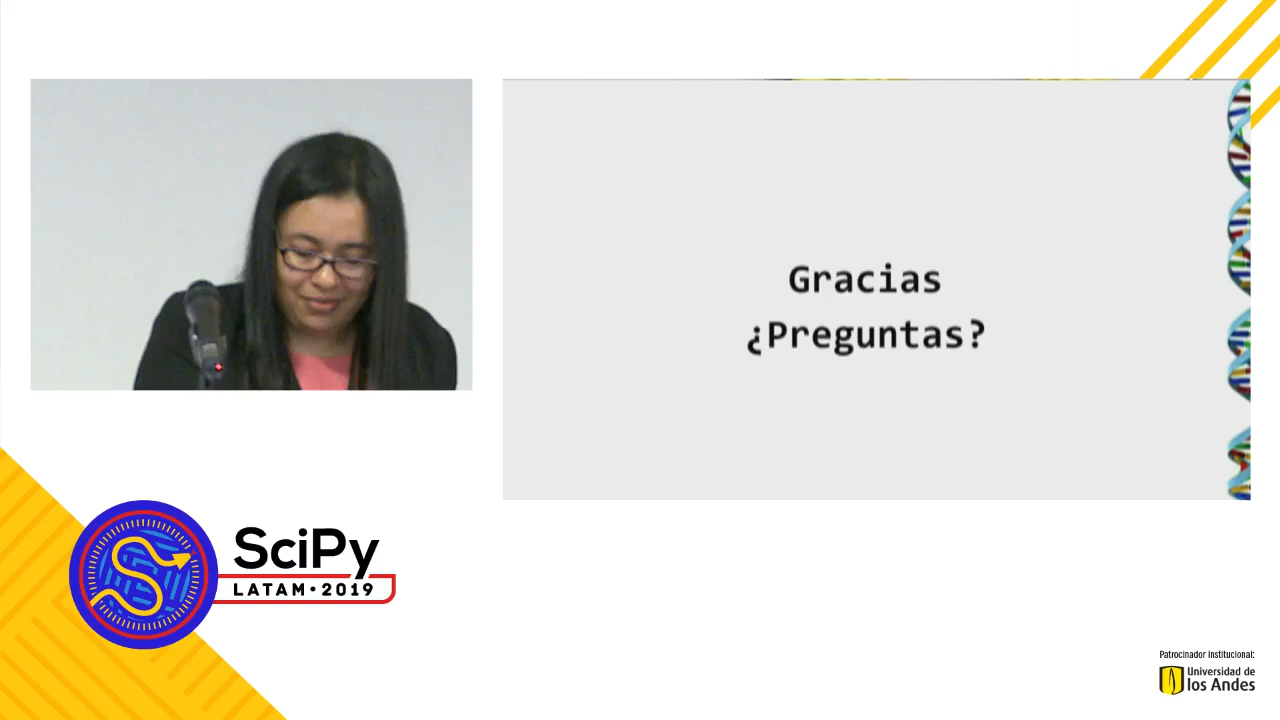 Gracias
¿Preguntas?
SciPy
LATAM•2019
Patrocinador institucional:
Universidad de
los Andes